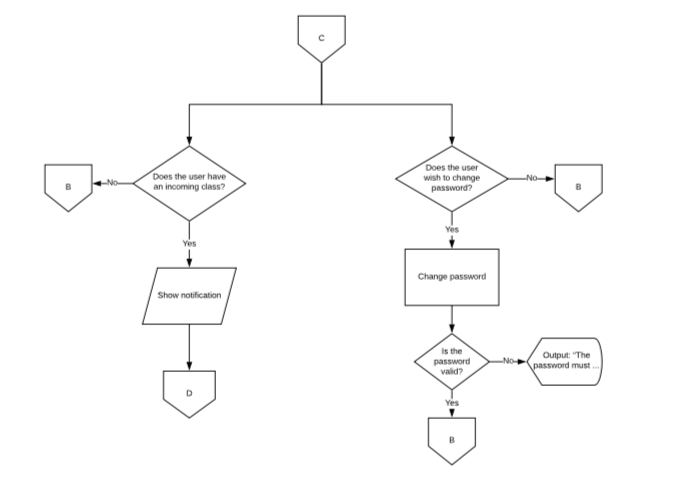 C
Does the user have
an incoming class?
No
B
Yes
Show notification
D
Does the user
wish to change
password?
No
B
Yes
Change password
Is the
password
valid?
No
Output: "The
password must ...
Yes
B